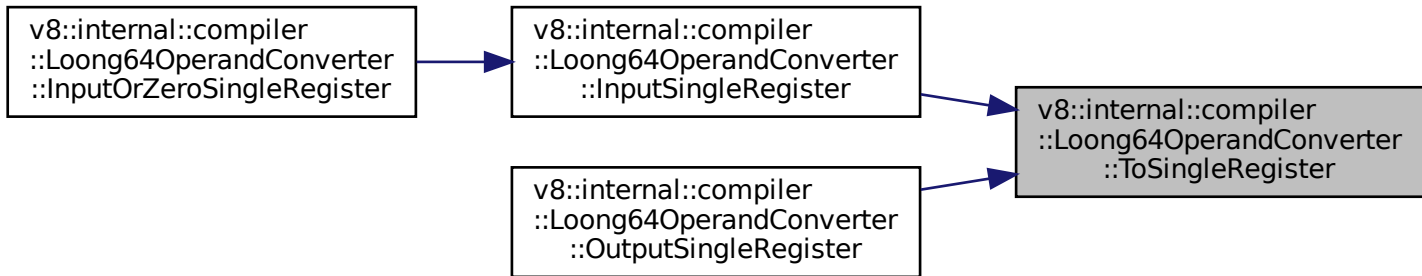 v8::internal::compiler
::Loong64OperandConverter
::InputOrZeroSingleRegister
v8::internal::compiler
::Loong64OperandConverter
::InputSingleRegister
v8::internal::compiler
::Loong64OperandConverter
::ToSingleRegister
v8::internal::compiler
::Loong64OperandConverter
::OutputSingleRegister